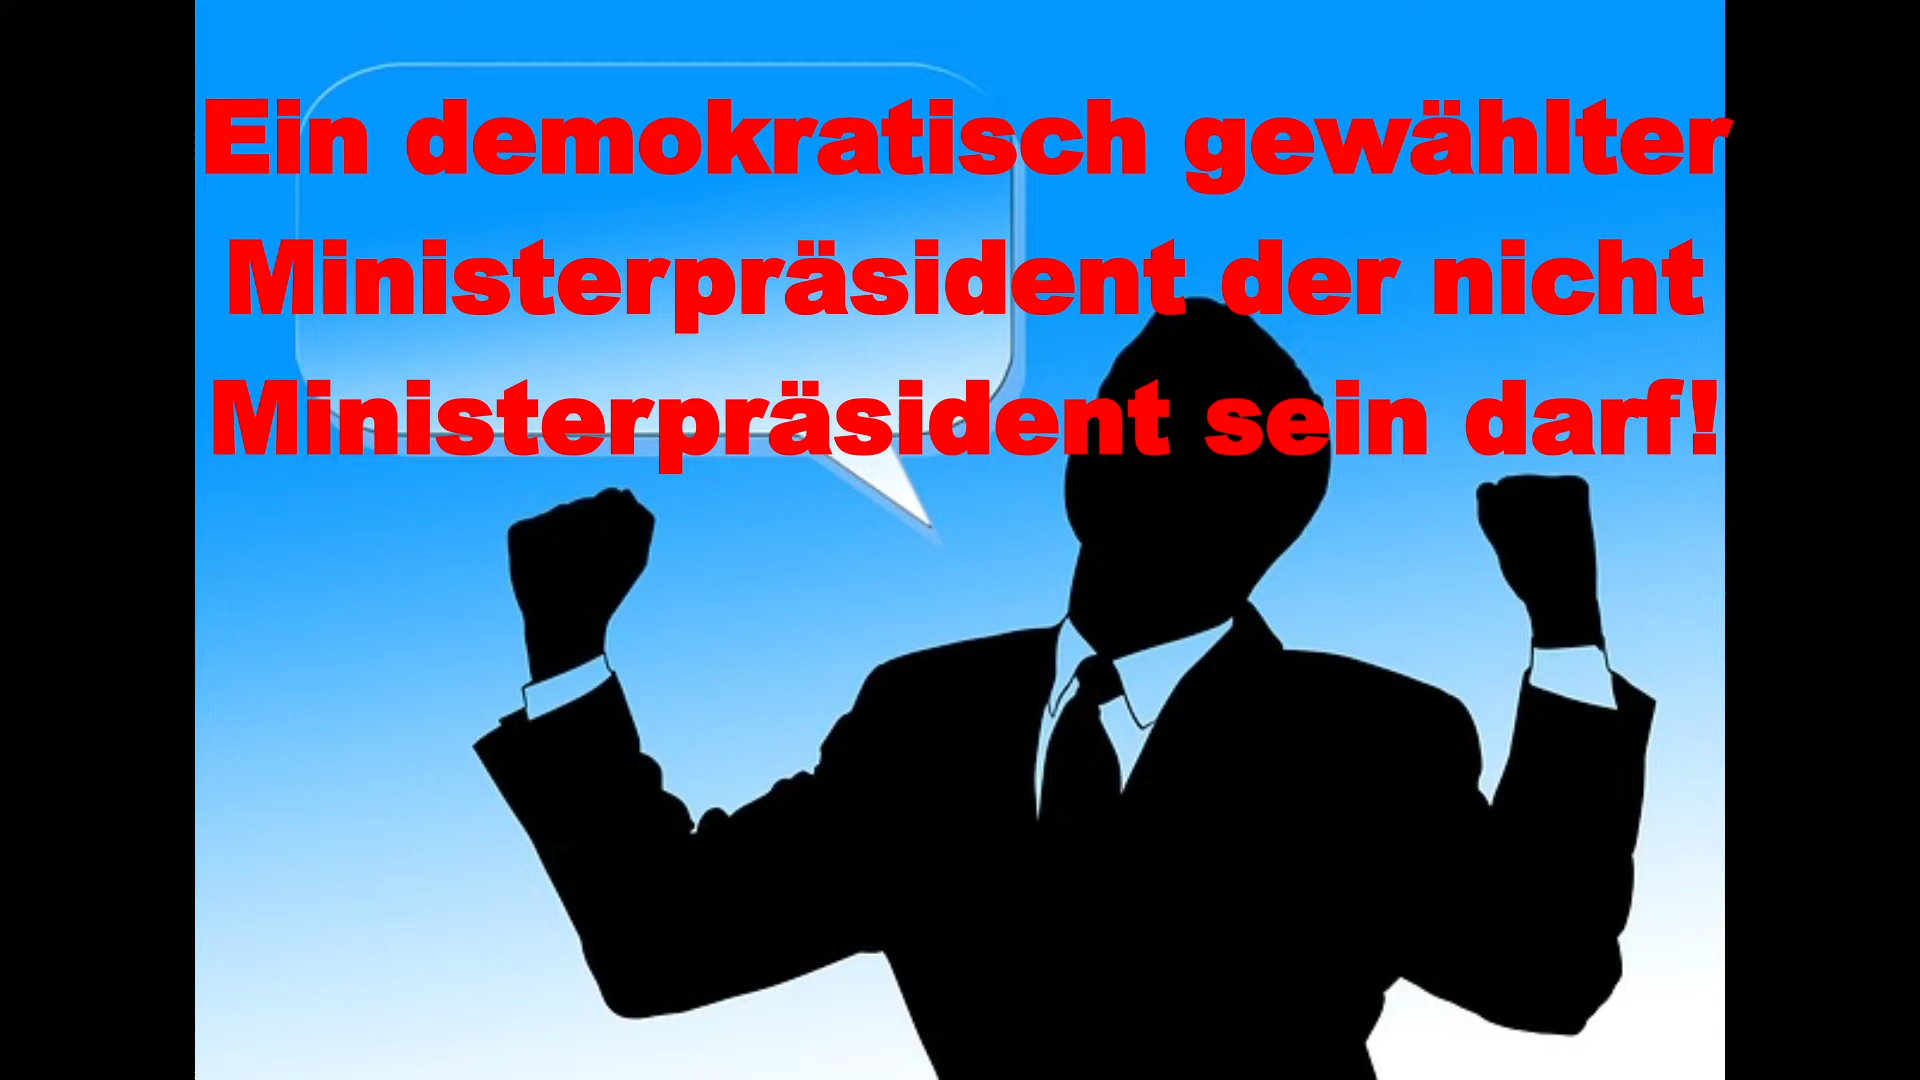 Ein demokratisch gewählter
Ministerpräsident der nicht
Ministerpräsident sein darf!